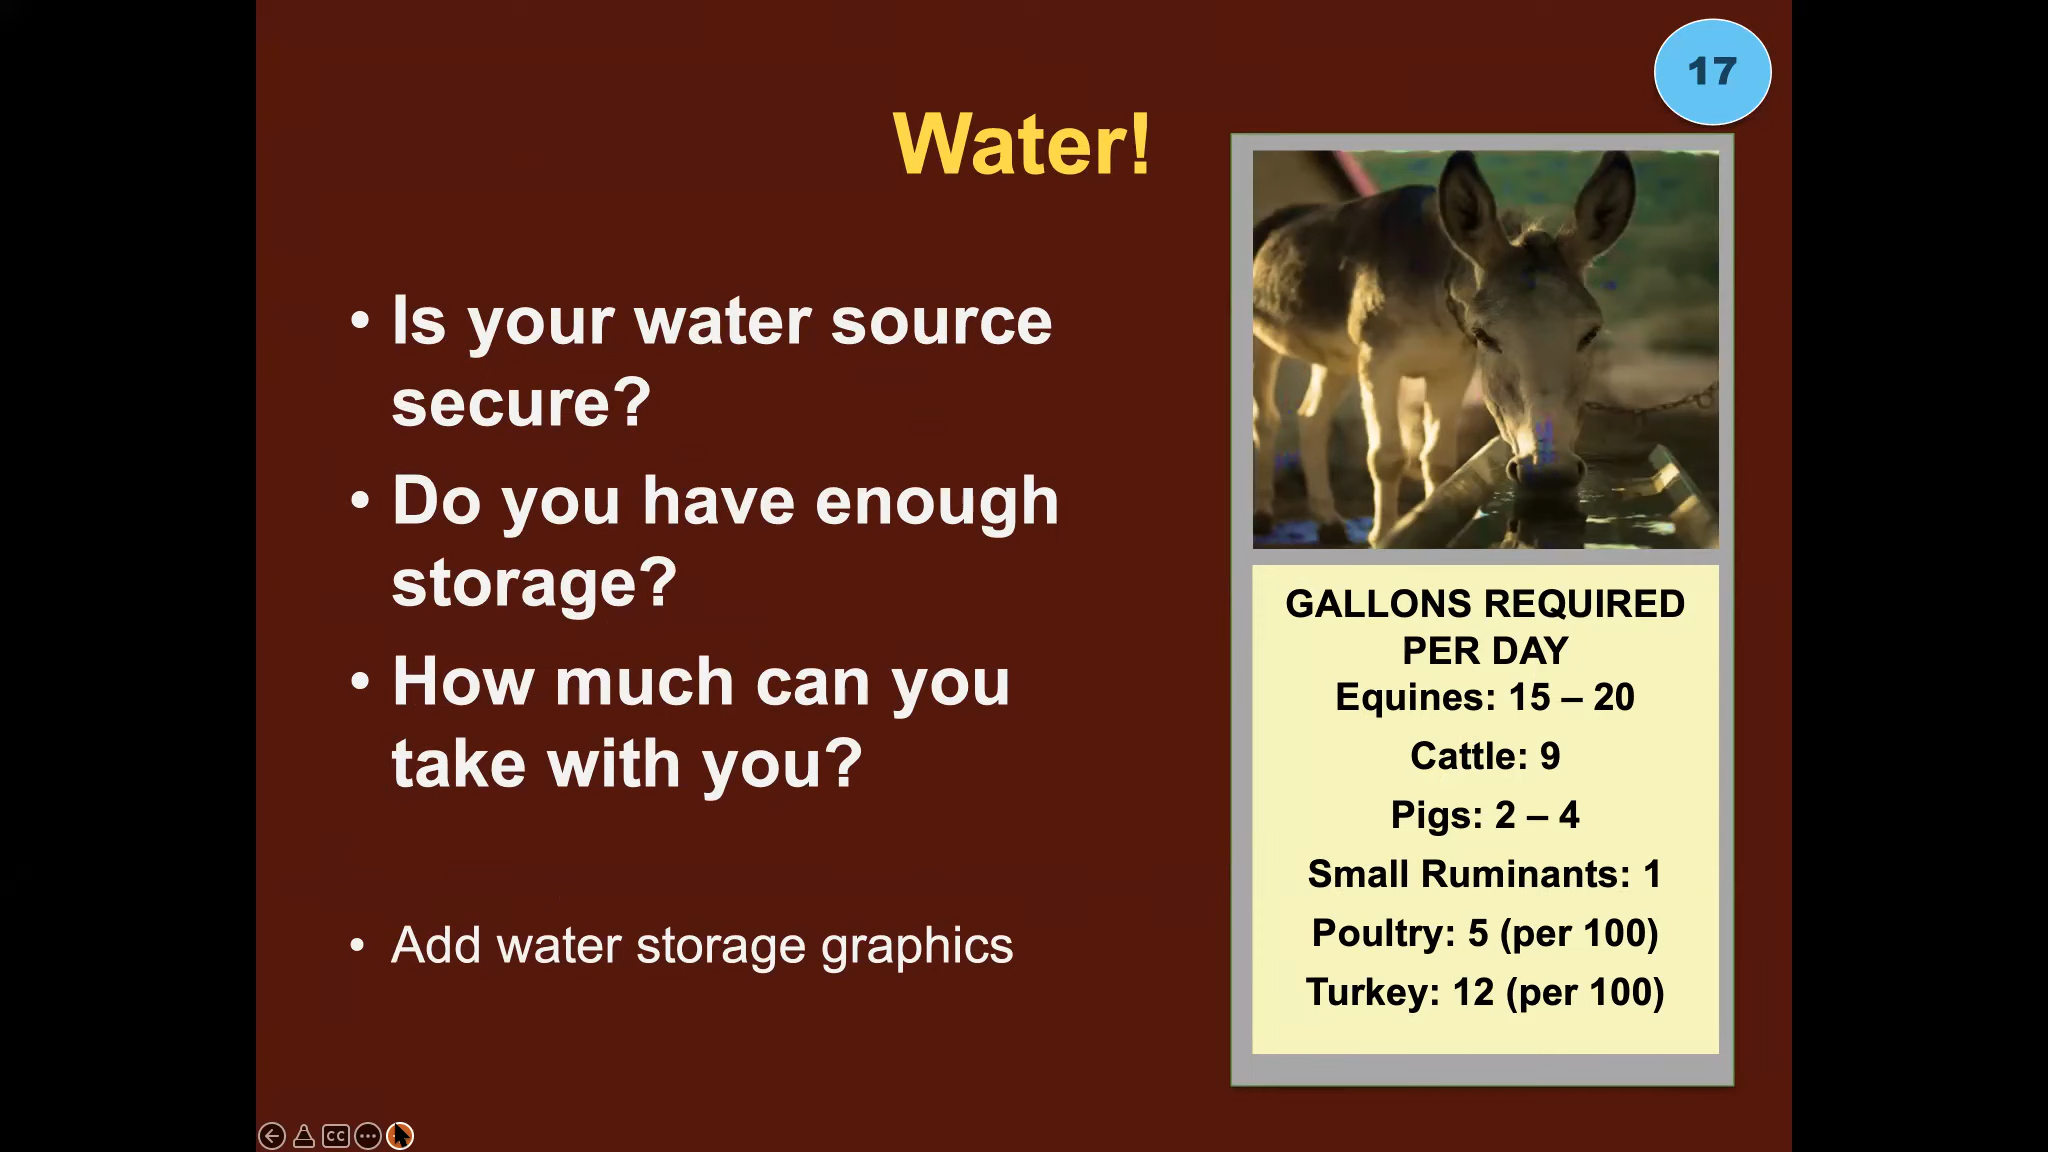 17
Water!
• Is your water source
secure?
• Do you have enough
storage?
• How much can you
take with you?
• Add water storage graphics
GALLONS REQUIRED
PER DAY
Equines: 15 – 20
Cattle: 9
Pigs: 2 – 4
Small Ruminants: 1
Poultry: 5 (per 100)
Turkey: 12 (per 100)
CC